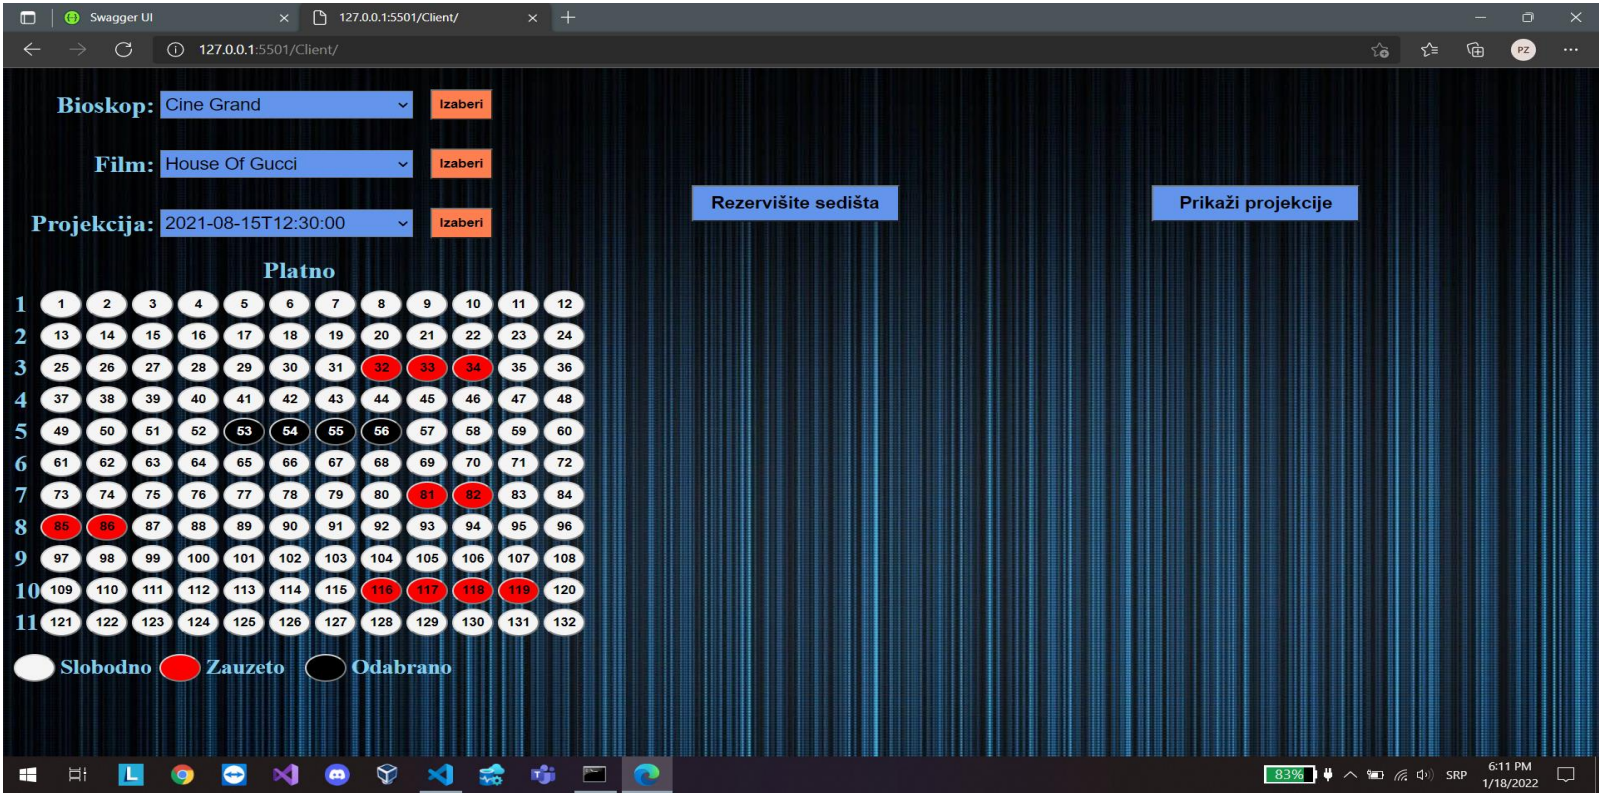 Swagger UI
127.0.0.1:5501/Client/
127.0.0.1:5501/Client/
PZ
Bioskop: Cine Grand Izaberi
Film: House Of Gucci Izaberi
Projekcija: 2021-08-15T12:30:00 Izaberi
Rezervišite sedišta
Prikaži projekcije
Platno
1 1 2 3 4 5 6 7 8 9 10 11 12
2 13 14 15 16 17 18 19 20 21 22 23 24
3 25 26 27 28 29 30 31 32 33 34 35 36
4 37 38 39 40 41 42 43 44 45 46 47 48
5 49 50 51 52 53 54 55 56 57 58 59 60
6 61 62 63 64 65 66 67 68 69 70 71 72
7 73 74 75 76 77 78 79 80 81 82 83 84
8 85 86 87 88 89 90 91 92 93 94 95 96
9 97 98 99 100 101 102 103 104 105 106 107 108
10 109 110 111 112 113 114 115 116 117 118 119 120
11 121 122 123 124 125 126 127 128 129 130 131 132
Slobodno Zauzeto Odabrano
L
83%
SRP
6:11 PM
1/18/2022